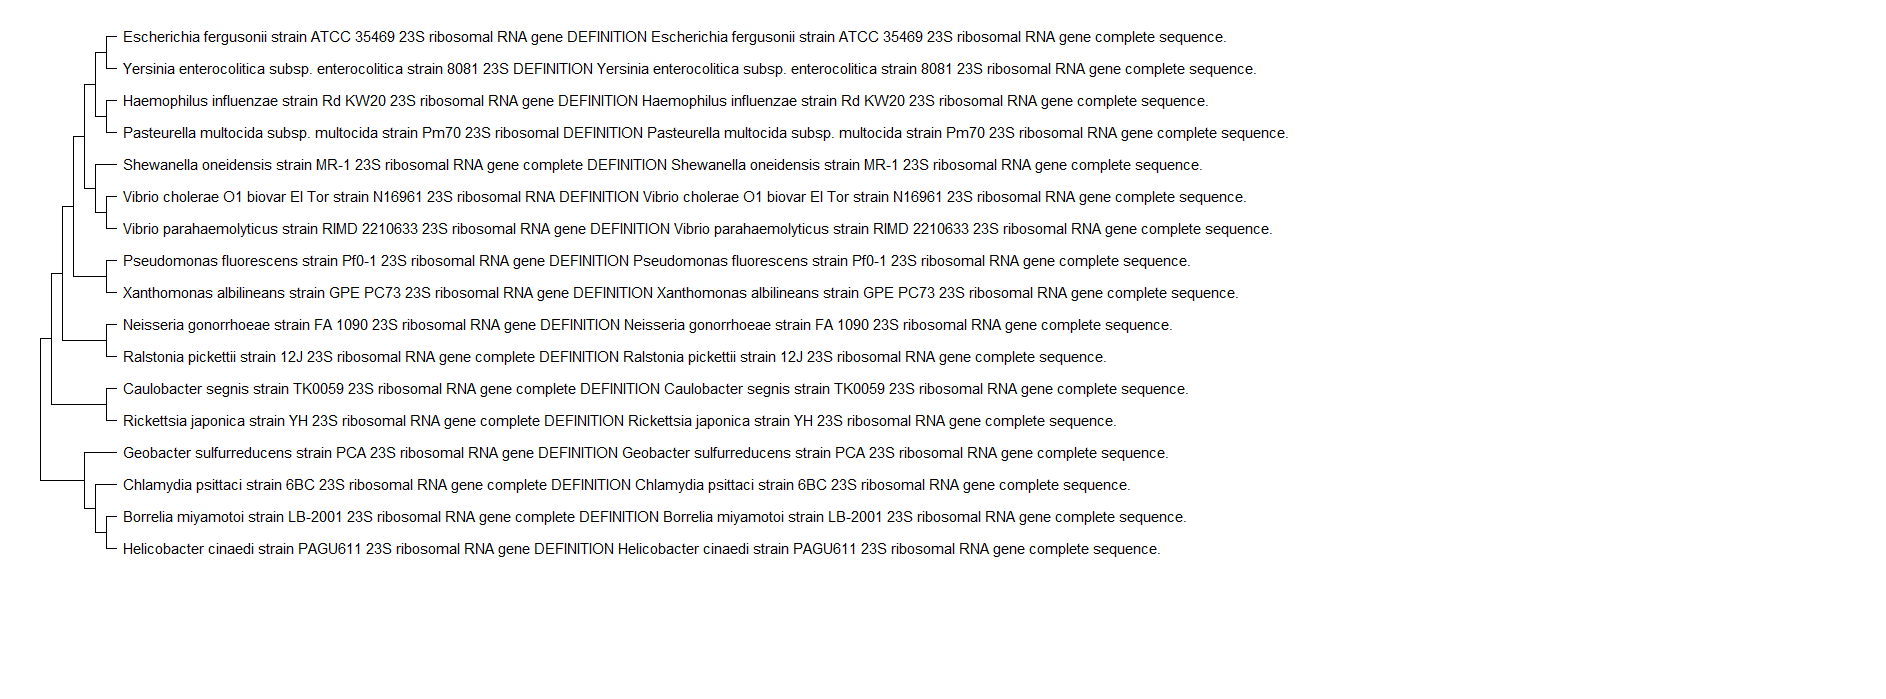 Escherichia fergusonii strain ATCC 35469 23S ribosomal RNA gene DEFINITION Escherichia fergusonii strain ATCC 35469 23S ribosomal RNA gene complete sequence.
Yersinia enterocolitica subsp. enterocolitica strain 8081 23S DEFINITION Yersinia enterocolitica subsp. enterocolitica strain 8081 23S ribosomal RNA gene complete sequence.
Haemophilus influenzae strain Rd KW20 23S ribosomal RNA gene DEFINITION Haemophilus influenzae strain Rd KW20 23S ribosomal RNA gene complete sequence.
Pasteurella multocida subsp. multocida strain Pm70 23S ribosomal DEFINITION Pasteurella multocida subsp. multocida strain Pm70 23S ribosomal RNA gene complete sequence.
Shewanella oneidensis strain MR-1 23S ribosomal RNA gene complete DEFINITION Shewanella oneidensis strain MR-1 23S ribosomal RNA gene complete sequence.
Vibrio cholerae O1 biovar El Tor strain N16961 23S ribosomal RNA DEFINITION Vibrio cholerae O1 biovar El Tor strain N16961 23S ribosomal RNA gene complete sequence.
Vibrio parahaemolyticus strain RIMD 2210633 23S ribosomal RNA gene DEFINITION Vibrio parahaemolyticus strain RIMD 2210633 23S ribosomal RNA gene complete sequence.
Pseudomonas fluorescens strain Pf0-1 23S ribosomal RNA gene DEFINITION Pseudomonas fluorescens strain Pf0-1 23S ribosomal RNA gene complete sequence.
Xanthomonas albilineans strain GPE PC73 23S ribosomal RNA gene DEFINITION Xanthomonas albilineans strain GPE PC73 23S ribosomal RNA gene complete sequence.
Neisseria gonorrhoeae strain FA 1090 23S ribosomal RNA gene DEFINITION Neisseria gonorrhoeae strain FA 1090 23S ribosomal RNA gene complete sequence.
Ralstonia pickettii strain 12J 23S ribosomal RNA gene complete DEFINITION Ralstonia pickettii strain 12J 23S ribosomal RNA gene complete sequence.
Caulobacter segnis strain TK0059 23S ribosomal RNA gene complete DEFINITION Caulobacter segnis strain TK0059 23S ribosomal RNA gene complete sequence.
Rickettsia japonica strain YH 23S ribosomal RNA gene complete DEFINITION Rickettsia japonica strain YH 23S ribosomal RNA gene complete sequence.
Geobacter sulfurreducens strain PCA 23S ribosomal RNA gene DEFINITION Geobacter sulfurreducens strain PCA 23S ribosomal RNA gene complete sequence.
Chlamydia psittaci strain 6BC 23S ribosomal RNA gene complete DEFINITION Chlamydia psittaci strain 6BC 23S ribosomal RNA gene complete sequence.
Borrelia miyamotoi strain LB-2001 23S ribosomal RNA gene complete DEFINITION Borrelia miyamotoi strain LB-2001 23S ribosomal RNA gene complete sequence.
Helicobacter cinaedi strain PAGU611 23S ribosomal RNA gene DEFINITION Helicobacter cinaedi strain PAGU611 23S ribosomal RNA gene complete sequence.